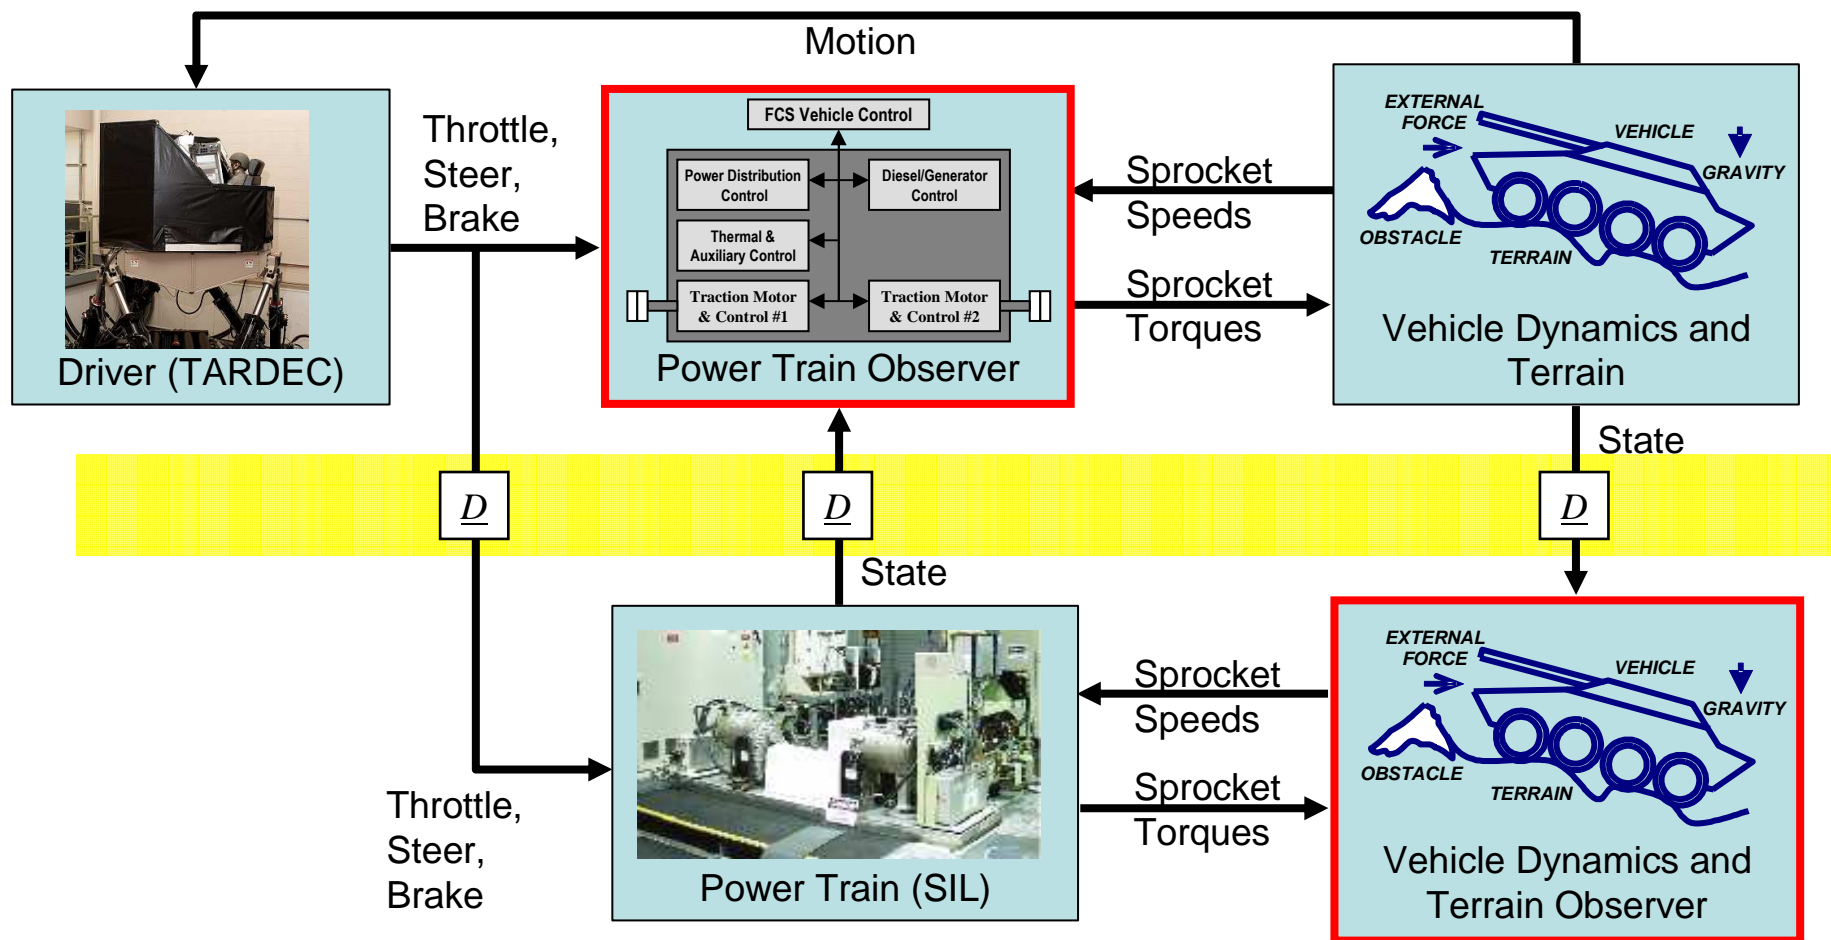 Motion
Driver (TARDEC)
Throttle,
Steer,
Brake
FCS Vehicle Control
Power Distribution
Control
Diesel/Generator
Control
Thermal &
Auxiliary Control
Traction Motor
& Control #1
Traction Motor
& Control #2
Power Train Observer
Sprocket
Speeds
Sprocket
Torques
EXTERNAL
FORCE
VEHICLE
GRAVITY
OBSTACLE
TERRAIN
Vehicle Dynamics and
Terrain
State
D
D
D
State
Throttle,
Steer,
Brake
Power Train (SIL)
Sprocket
Speeds
Sprocket
Torques
EXTERNAL
FORCE
VEHICLE
GRAVITY
OBSTACLE
TERRAIN
Vehicle Dynamics and
Terrain Observer